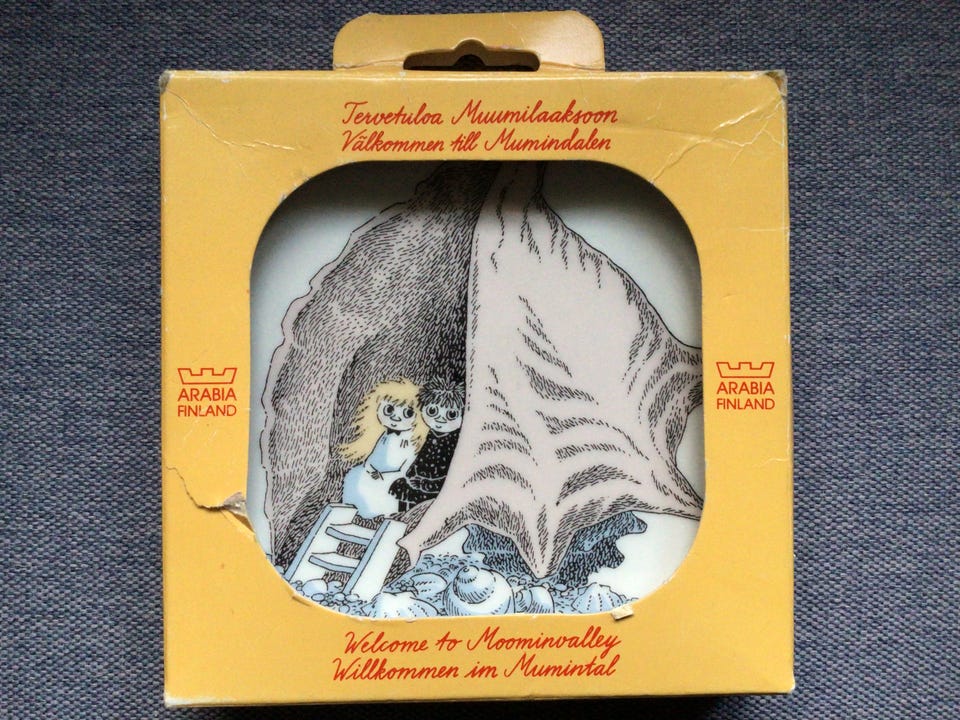 Tervetuloa Muumilaaksoon
Välkommen till Mumindalen
ARABIA
FINLAND
ARABIA
FINLAND
Welcome to Moominvalley
Willkommen im Mumintal